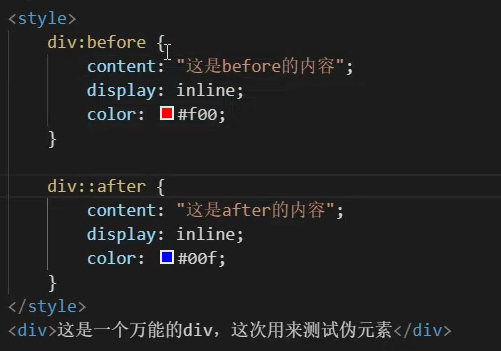 <style>
div:before {
content: "这是before的内容";
display: inline;
color: #f00;
}
div::after {
content: "这是after的内容";
display: inline;
color: #00f;
}
</style>
<div>这是一个万能的div，这次用来测试伪元素</div>